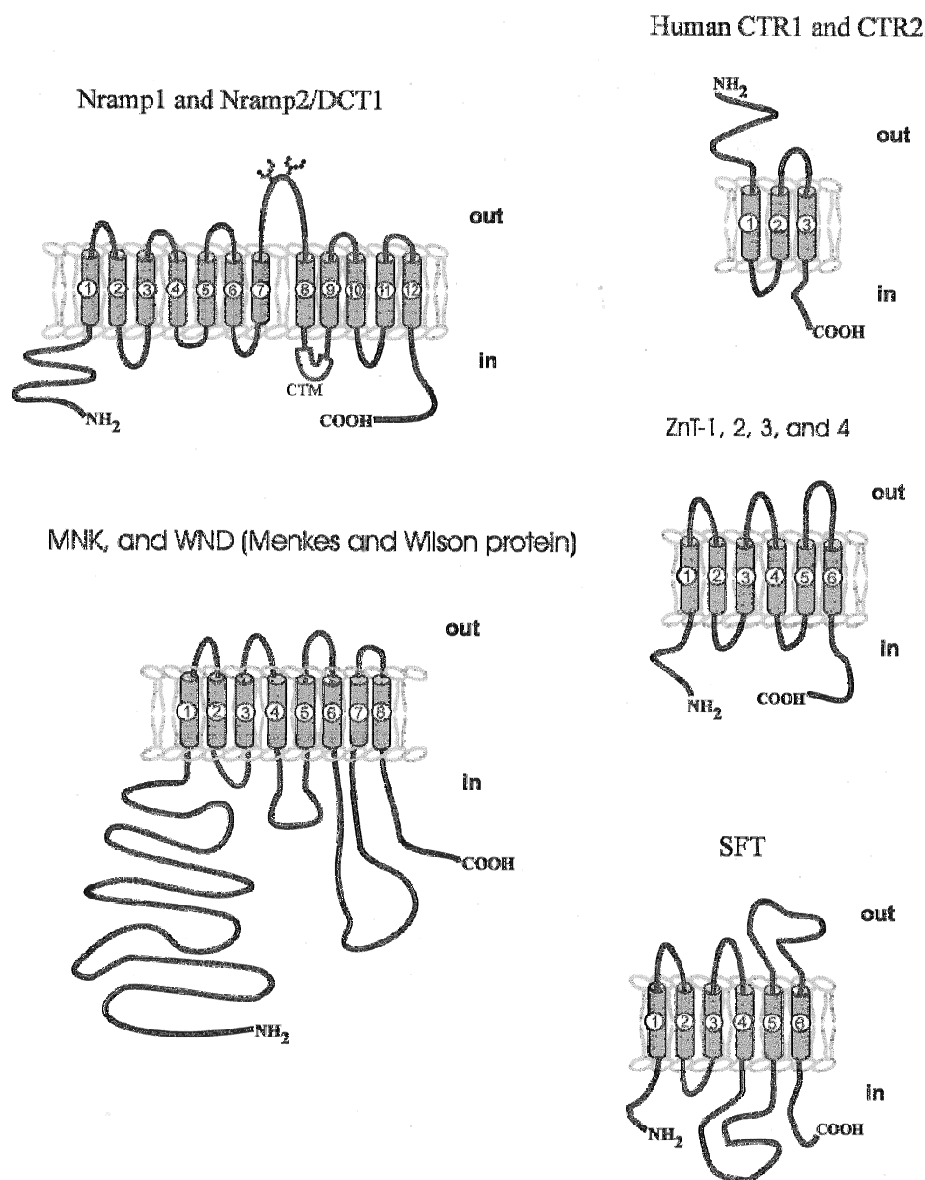 Human CTR1 and CTR2
NH2
out
1 2 3
in
COOH
Nramp1 and Nramp2/DCT1
out
1 2 3 4 5 6 7 8 9 10 11 12
in
CTM
NH2
COOH
ZnT-1, 2, 3, and 4
out
1 2 3 4 5 6
in
NH2
COOH
MNK, and WND (Menkes and Wilson protein)
out
1 2 3 4 5 6 7 8
in
COOH
NH2
SFT
out
1 2 3 4 5 6
in
NH2
COOH